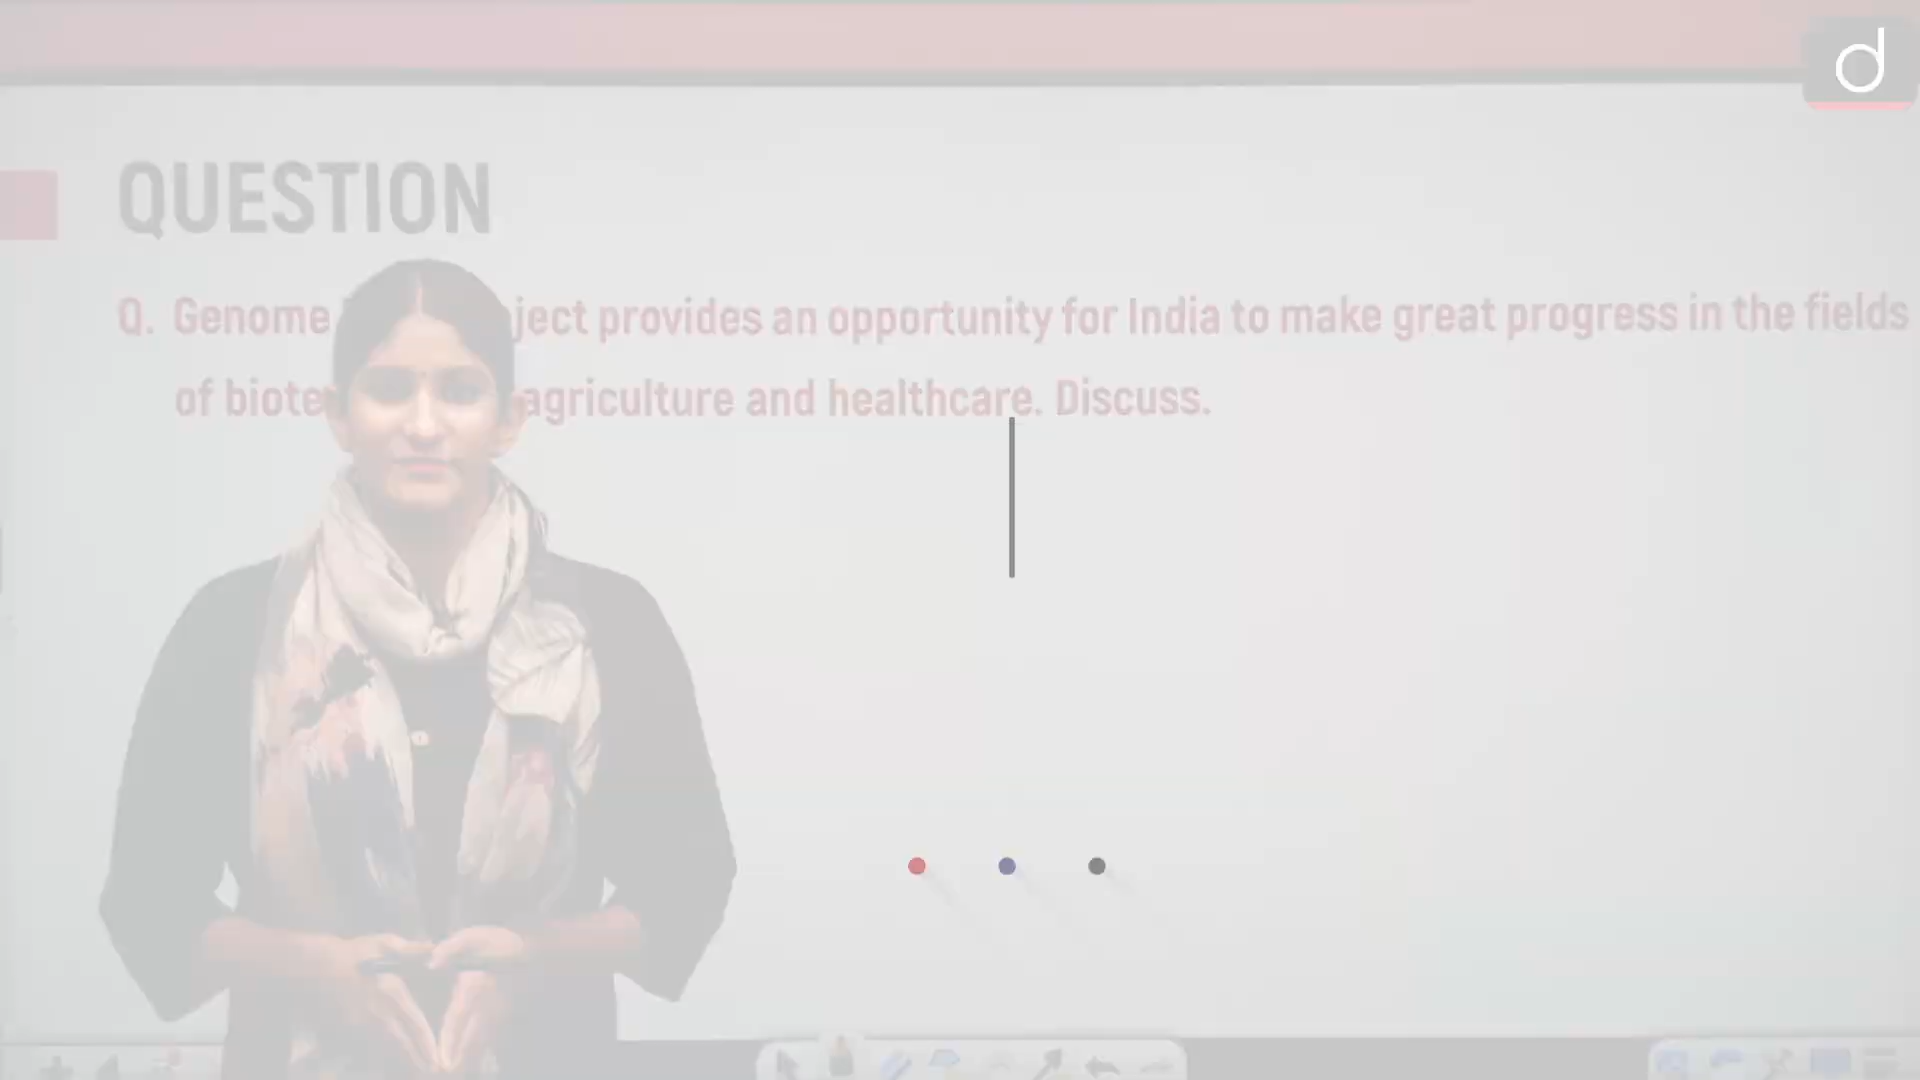 d
QUESTION
Q. Genome ject provides an opportunity for India to make great progress in the fields
of biote agriculture and healthcare. Discuss.